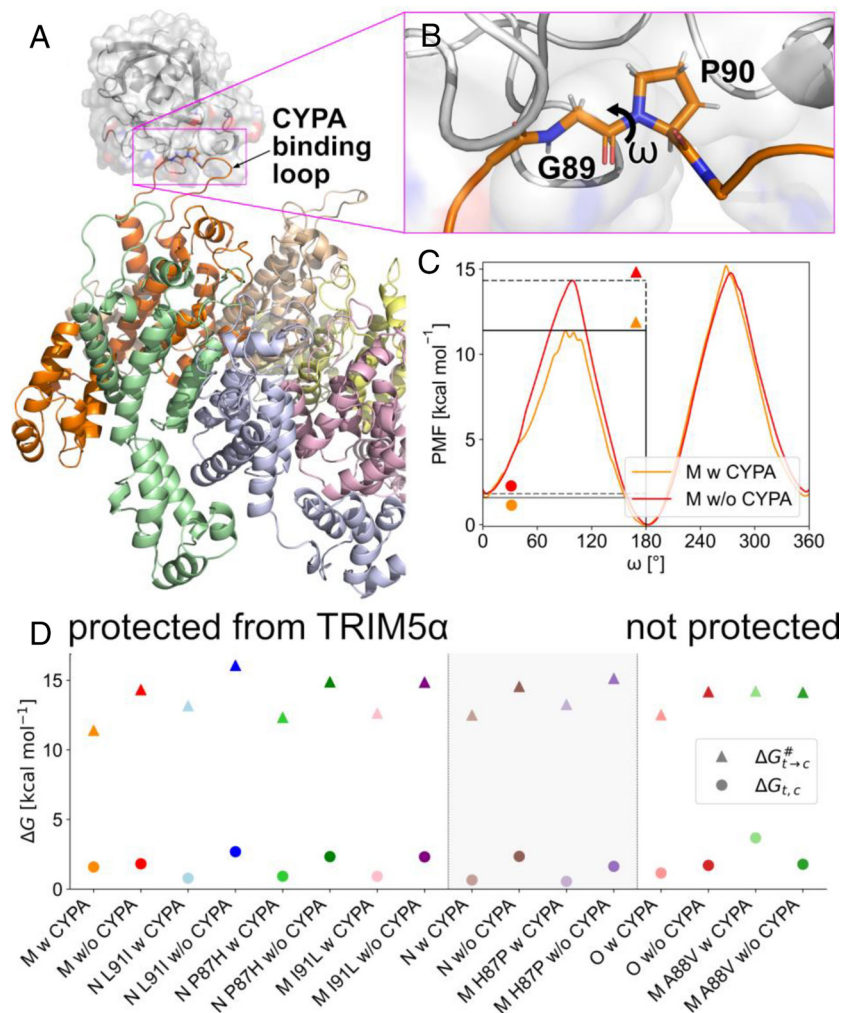 A
CYPA
binding
loop
B
P90
G89
ω
C
15
10
5
0
PMF [kcal mol⁻¹]
M w CYPA
M w/o CYPA
0
60
120
180
240
300
360
ω [°]
D
protected from TRIM5α
not protected
15
10
5
0
ΔG [kcal mol⁻¹]
ΔG#t→c
ΔGt,c
M w CYPA
M w/o CYPA
N L91I w CYPA
N L91I w/o CYPA
N P87H w CYPA
N P87H w/o CYPA
M I91L w CYPA
M I91L w/o CYPA
N w CYPA
N w/o CYPA
M H87P w CYPA
M H87P w/o CYPA
O w CYPA
O w/o CYPA
M A88V w CYPA
M A88V w/o CYPA